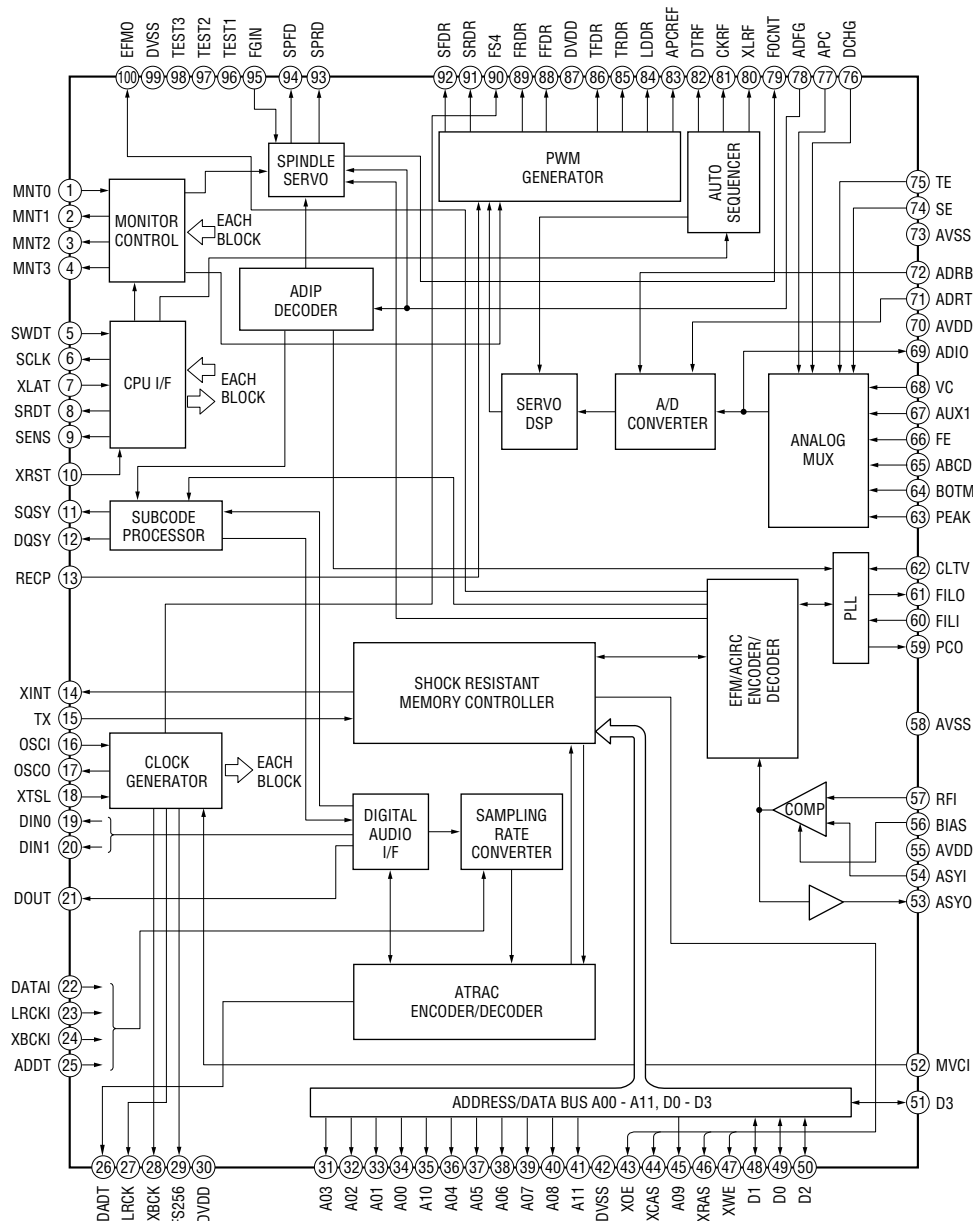 EFMO
DVSS
TEST3
TEST2
TEST1
FGIN
SPFD
SPRD
SFDR
SRDR
FS4
FRDR
FFDR
DVDD
TFDR
TRDR
LDDR
APCREF
DTRF
CKRF
XLRF
F0CNT
ADFG
APC
DCHG
100
99
98
97
96
95
94
93
92
91
90
89
88
87
86
85
84
83
82
81
80
79
78
77
76
MNT0 1
MNT1 2
MNT2 3
MNT3 4
SWDT 5
SCLK 6
XLAT 7
SRDT 8
SENS 9
XRST 10
SQSY 11
DQSY 12
RECP 13
XINT 14
TX 15
OSCI 16
OSCO 17
XTSL 18
DIN0 19
DIN1 20
DOUT 21
DATAI 22
LRCKI 23
XBCKI 24
ADDT 25
MONITOR
CONTROL
EACH
BLOCK
SPINDLE
SERVO
PWM
GENERATOR
AUTO
SEQUENCER
ADIP
DECODER
CPU I/F
EACH
BLOCK
SERVO
DSP
A/D
CONVERTER
ANALOG
MUX
SUBCODE
PROCESSOR
EFM/ACIRC
ENCODER/
DECODER
PLL
SHOCK RESISTANT
MEMORY CONTROLLER
CLOCK
GENERATOR
EACH
BLOCK
DIGITAL
AUDIO
I/F
SAMPLING
RATE
CONVERTER
COMP
ATRAC
ENCODER/DECODER
ADDRESS/DATA BUS A00 - A11, D0 - D3
75 TE
74 SE
73 AVSS
72 ADRB
71 ADRT
70 AVDD
69 ADIO
68 VC
67 AUX1
66 FE
65 ABCD
64 BOTM
63 PEAK
62 CLTV
61 FILO
60 FILI
59 PCO
58 AVSS
57 RFI
56 BIAS
55 AVDD
54 ASYI
53 ASYO
52 MVCI
51 D3
26
27
28
29
30
31
32
33
34
35
36
37
38
39
40
41
42
43
44
45
46
47
48
49
50
DADT
LRCK
XBCK
FS256
DVDD
A03
A02
A01
A00
A10
A04
A05
A06
A07
A08
A11
DVSS
XOE
XCAS
A09
XRAS
XWE
D1
D0
D2